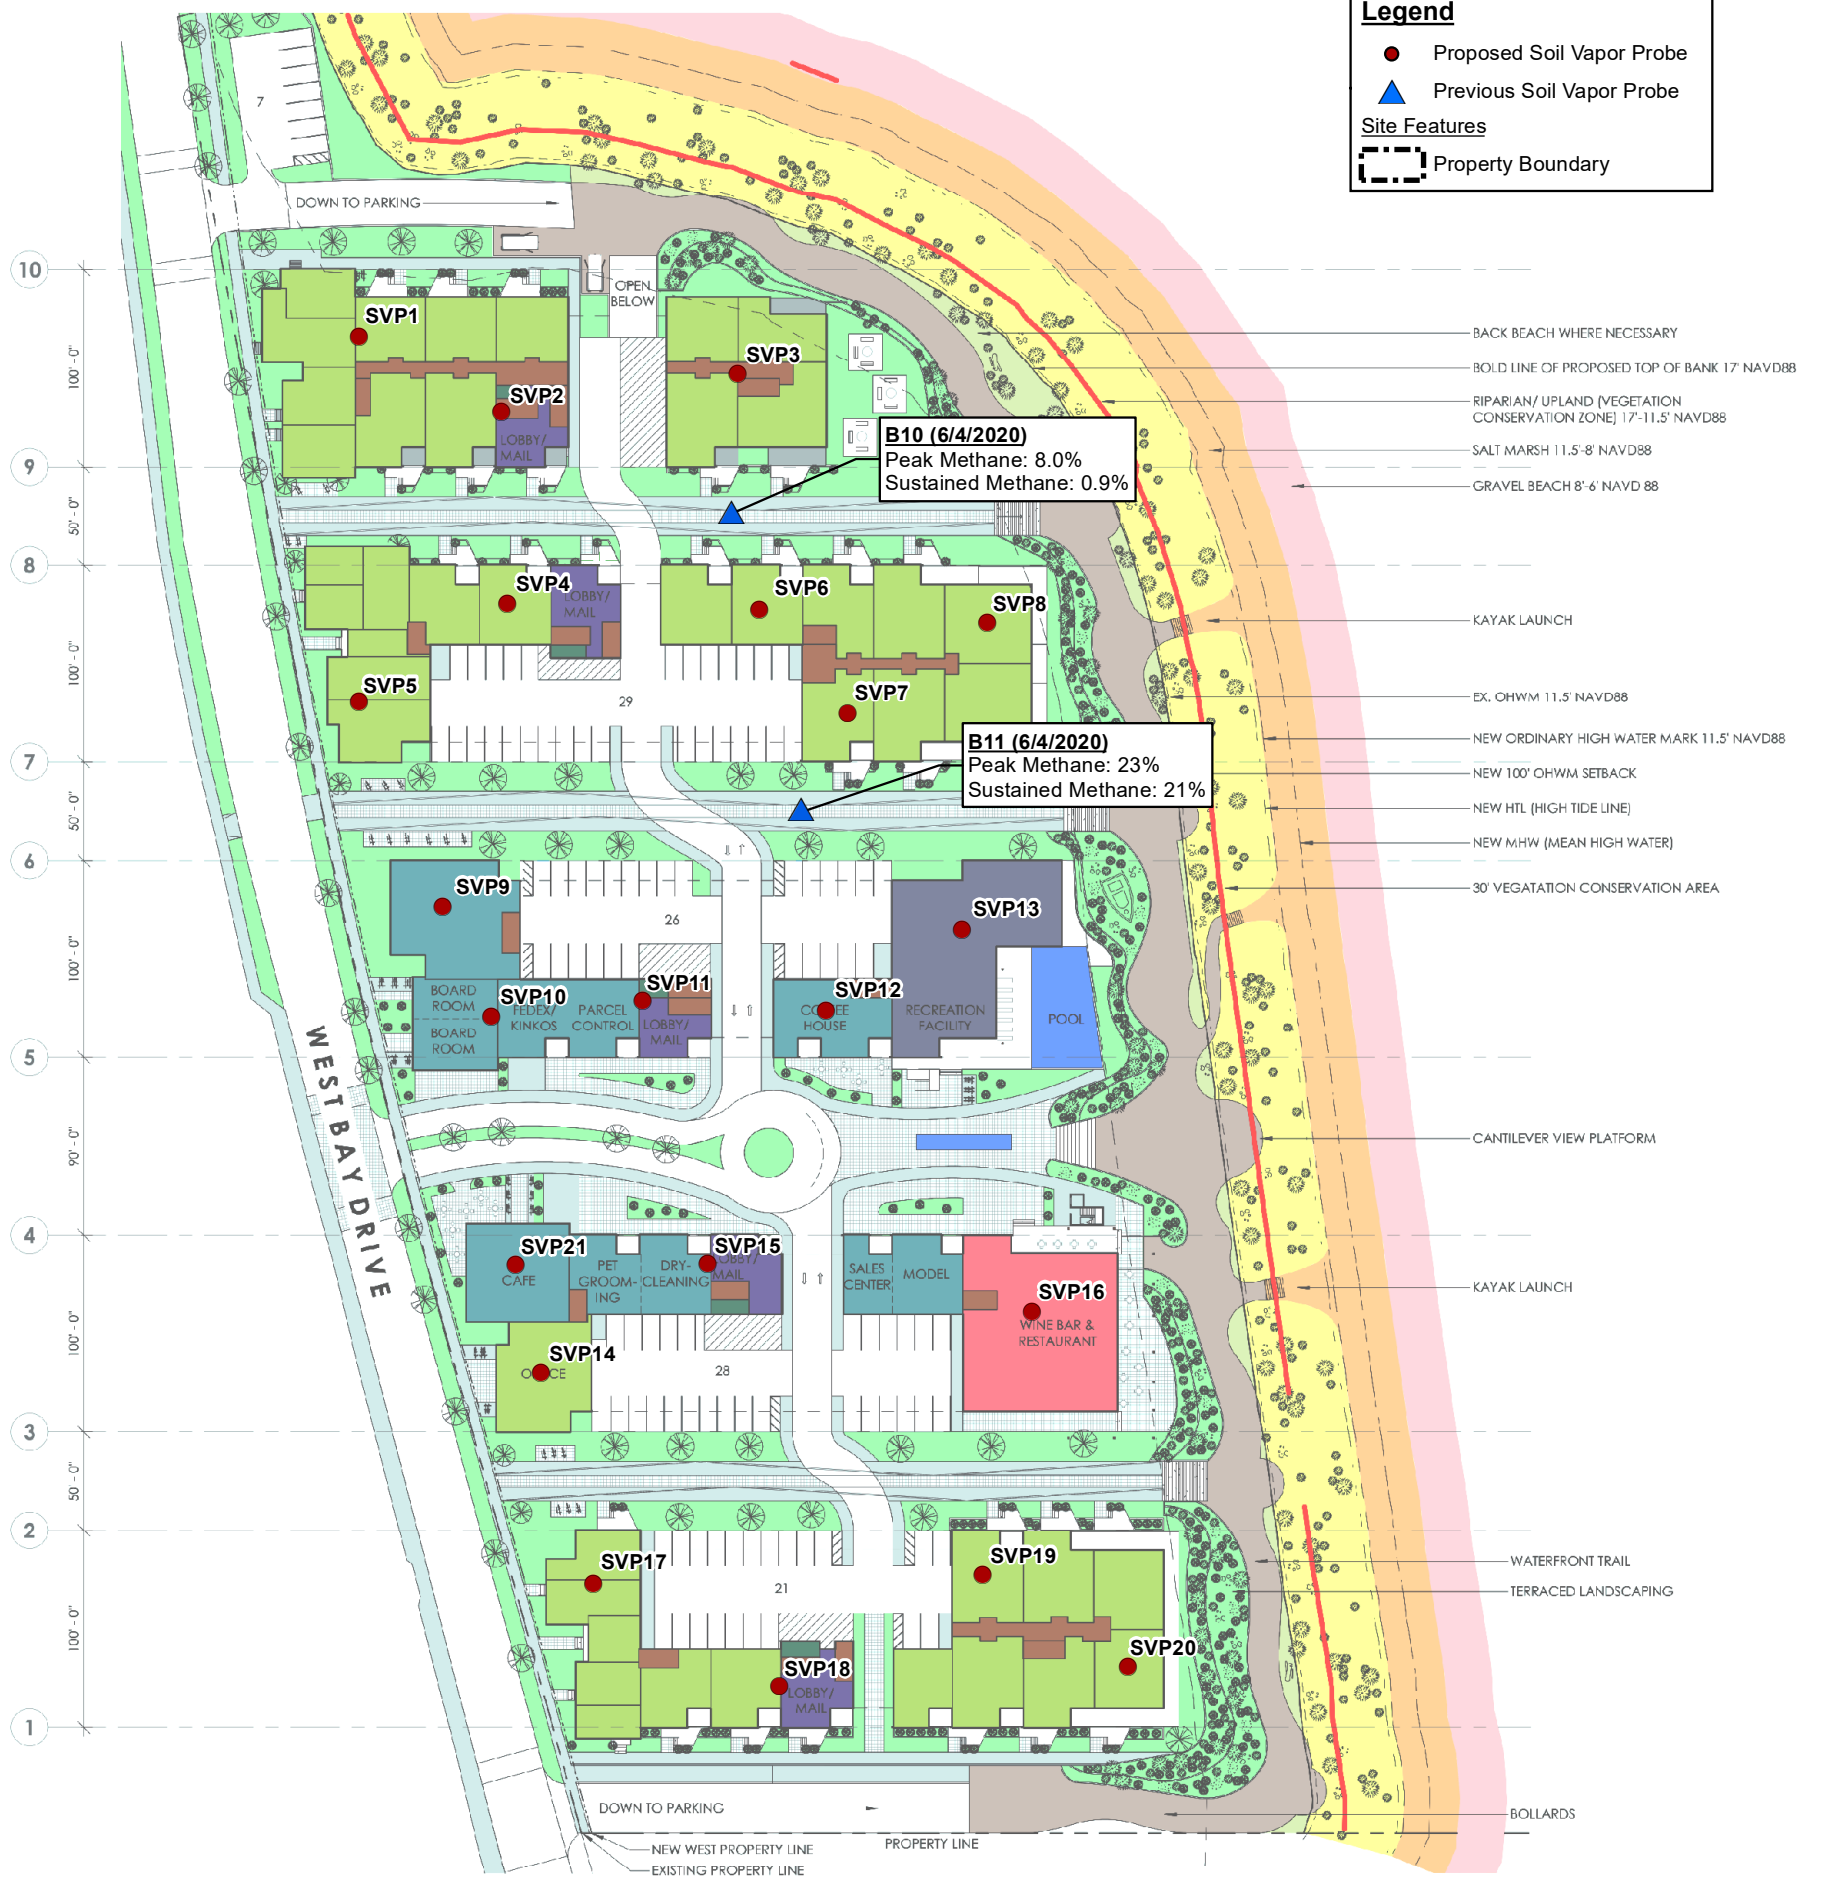 Legend
Proposed Soil Vapor Probe
Previous Soil Vapor Probe
Site Features
Property Boundary
7
DOWN TO PARKING
10
OPEN
BELOW
SVP1
SVP3
SVP2
LOBBY/
MAIL
100' - 0"
BACK BEACH WHERE NECESSARY
BOLD LINE OF PROPOSED TOP OF BANK 17' NAVD88
RIPARIAN/ UPLAND (VEGETATION
CONSERVATION ZONE) 17'-11.5' NAVD88
SALT MARSH 11.5'-8' NAVD88
GRAVEL BEACH 8'-6' NAVD 88
B10 (6/4/2020)
Peak Methane: 8.0%
Sustained Methane: 0.9%
9
50' - 0"
8
SVP4
LOBBY/
MAIL
SVP6
SVP8
KAYAK LAUNCH
100' - 0"
SVP5
29
SVP7
EX. OHWM 11.5' NAVD88
NEW ORDINARY HIGH WATER MARK 11.5' NAVD88
NEW 100' OHWM SETBACK
NEW HTL (HIGH TIDE LINE)
NEW MHW (MEAN HIGH WATER)
30' VEGATATION CONSERVATION AREA
B11 (6/4/2020)
Peak Methane: 23%
Sustained Methane: 21%
7
50' - 0"
6
SVP9
26
SVP13
100' - 0"
SVP10
SVP11
SVP12
BOARD
ROOM
BOARD
ROOM
FEDEX/
KINKOS
PARCEL
CONTROL
LOBBY/
MAIL
HOUSE
RECREATION
FACILITY
POOL
5
WEST BAY DRIVE
90' - 0"
CANTILEVER VIEW PLATFORM
4
SVP21
CAFE
PET
GROOM-
ING
DRY-
CLEANING
SVP15
LOBBY/
MAIL
SALES
CENTER
MODEL
SVP16
WINE BAR &
RESTAURANT
KAYAK LAUNCH
100' - 0"
SVP14
28
3
50' - 0"
2
SVP17
SVP19
21
WATERFRONT TRAIL
TERRACED LANDSCAPING
100' - 0"
SVP18
LOBBY/
MAIL
SVP20
1
DOWN TO PARKING
BOLLARDS
PROPERTY LINE
NEW WEST PROPERTY LINE
EXISTING PROPERTY LINE